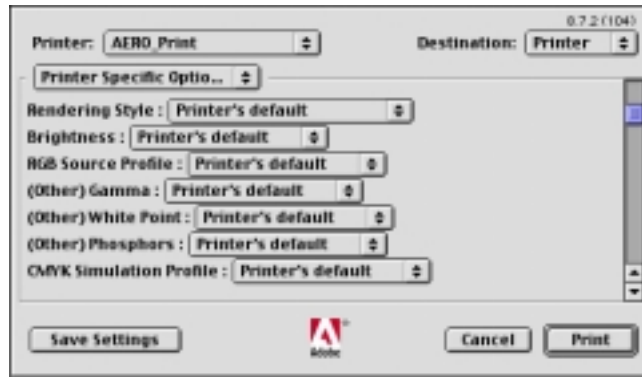 8.7.2 (104)
Printer: AERO_Print Destination: Printer
Printer Specific Optio...
Rendering Style : Printer's default
Brightness : Printer's default
RGB Source Profile : Printer's default
(Other) Gamma : Printer's default
(Other) White Point : Printer's default
(Other) Phosphors : Printer's default
CMYK Simulation Profile : Printer's default
Save Settings Adobe Cancel Print